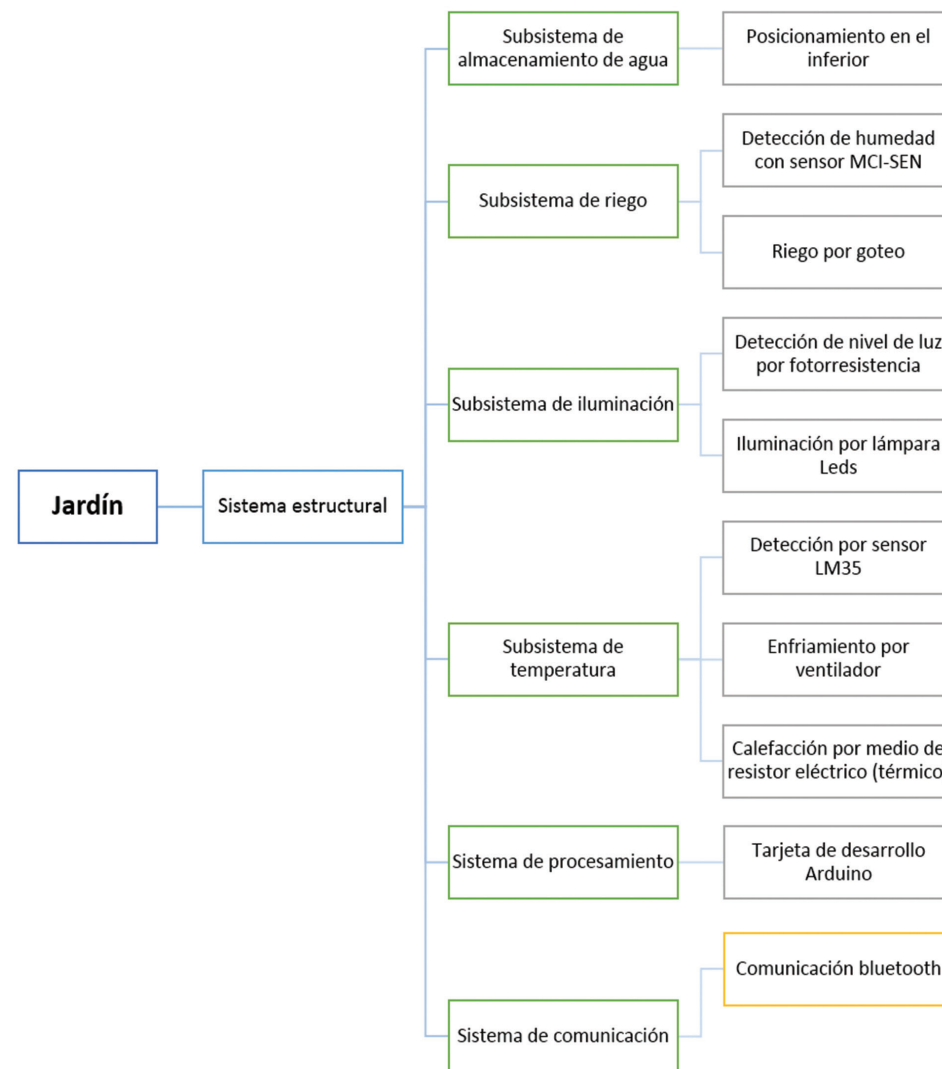 Jardín
Sistema estructural
Subsistema de
almacenamiento de agua
Posicionamiento en el
inferior
Subsistema de riego
Detección de humedad
con sensor MCI-SEN
Riego por goteo
Subsistema de iluminación
Detección de nivel de luz
por fotorresistencia
Iluminación por lámpara
Leds
Subsistema de
temperatura
Detección por sensor
LM35
Enfriamiento por
ventilador
Calefacción por medio de
resistor eléctrico (térmico
Sistema de procesamiento
Tarjeta de desarrollo
Arduino
Sistema de comunicación
Comunicación bluetooth